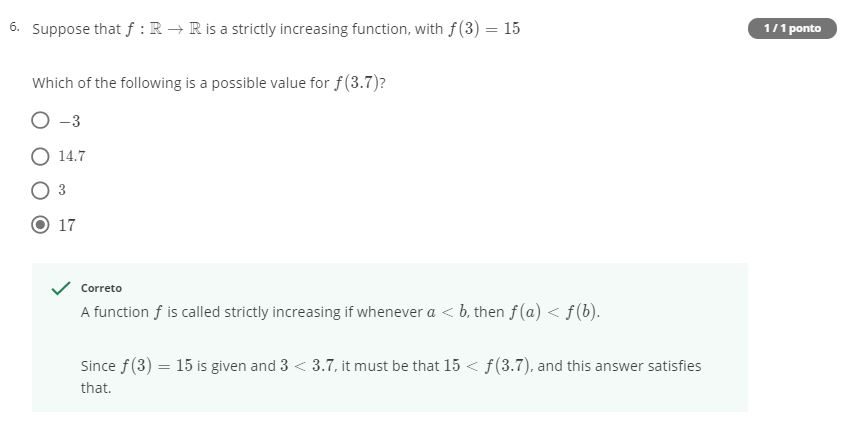 6. Suppose that f : ℝ → ℝ is a strictly increasing function, with f(3) = 15
1 / 1 ponto
Which of the following is a possible value for f(3.7)?
−3
14.7
3
17
Correto
A function f is called strictly increasing if whenever a < b, then f(a) < f(b).
Since f(3) = 15 is given and 3 < 3.7, it must be that 15 < f(3.7), and this answer satisfies
that.